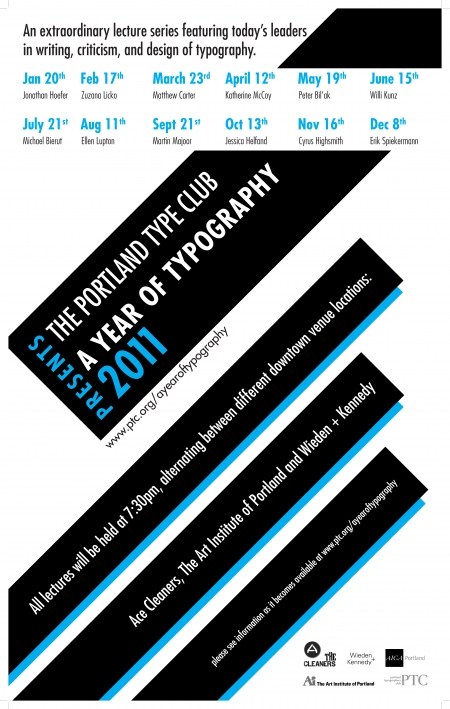 An extraordinary lecture series featuring today's leaders
in writing, criticism, and design of typography.
Jan 20th Feb 17th March 23rd April 12th May 19th June 15th
Jonathan Hoefer Zuzana Licko Matthew Carter Katherine McCoy Peter Bil'ak Willi Kunz
July 21st Aug 11th Sept 21st Oct 13th Nov 16th Dec 8th
Michael Bierut Ellen Lupton Martin Majoor Jessica Helfand Cyrus Highsmith Erik Spiekermann
PRESENTS THE PORTLAND TYPE CLUB
A YEAR OF TYPOGRAPHY
2011
www.ptc.org/ayearoftypography
All lectures will be held at 7:30pm, alternating between different downtown venue locations:
Ace Cleaners, The Art Institute of Portland and Wieden + Kennedy
please see information as it becomes available at www.ptc.org/ayearoftypography
A THE
CLEANERS
Wieden
Kennedy+
AIGA Portland
Ai The Art Institute of Portland
PTC